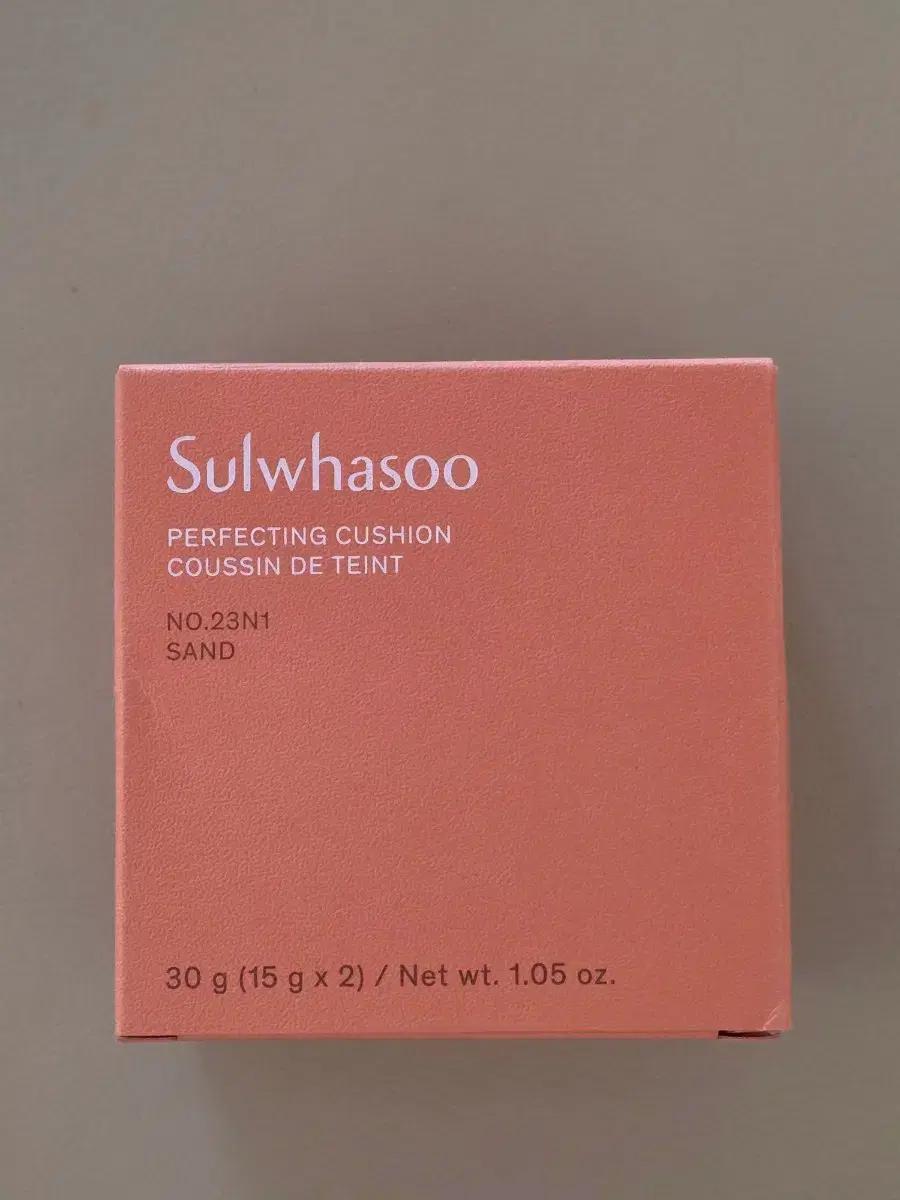 Sulwhasoo
PERFECTING CUSHION
COUSSIN DE TEINT
NO.23N1
SAND
30 g (15 g x 2) / Net wt. 1.05 oz.